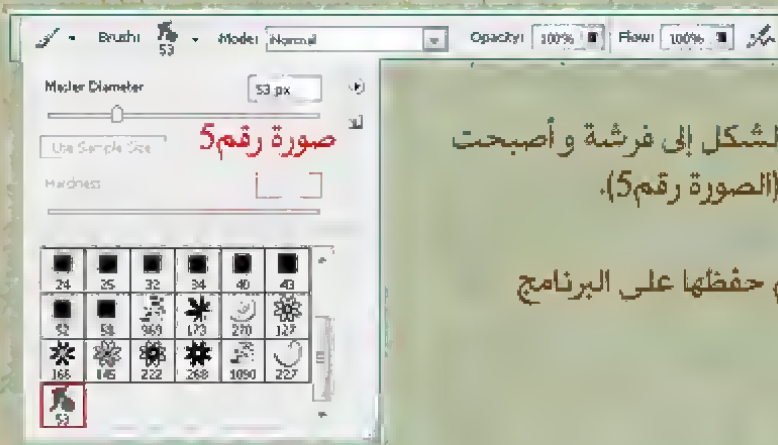 Brush: 53 Mode: Normal Opacity: 100% Flow: 100%
Master Diameter 53 px
Use Sample Size
صورة رقم5
Hardness
لشكل إلى فرشة و أصبحت
(الصورة رقم5).
حفظها على البرنامج
24 25 32 34 40 43
52 58 969 173 270 127
166 145 222 268 1090 227
53